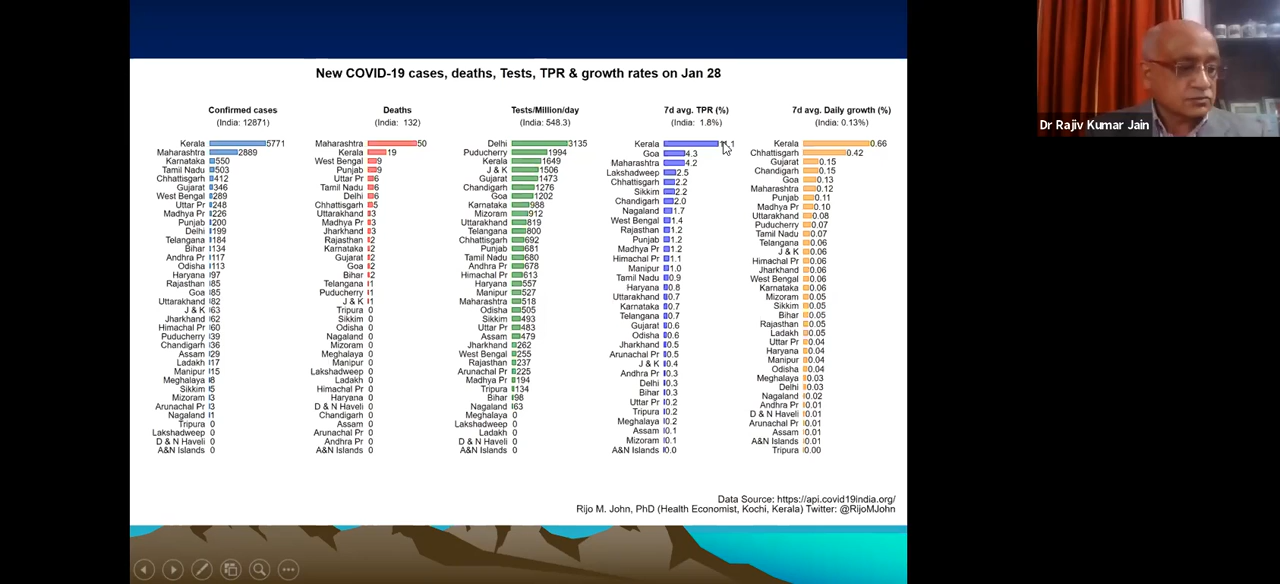 New COVID-19 cases, deaths, Tests, TPR & growth rates on Jan 28
Dr Rajiv Kumar Jain
Confirmed cases
(India: 12871)
Kerala 5771
Maharashtra 2889
Karnataka 550
Tamil Nadu 503
Chhattisgarh 412
Gujarat 346
West Bengal 289
Uttar Pr 248
Madhya Pr 226
Punjab 200
Delhi 199
Telangana 184
Bihar 134
Andhra Pr 117
Odisha 113
Haryana 97
Rajasthan 85
Goa 85
Uttarakhand 82
J & K 63
Jharkhand 62
Himachal Pr 60
Puducherry 39
Chandigarh 36
Assam 29
Ladakh 17
Manipur 15
Meghalaya 8
Sikkim 5
Mizoram 3
Arunachal Pr 3
Nagaland 1
Tripura 0
Lakshadweep 0
D & N Haveli 0
A&N Islands 0
Deaths
(India: 132)
Maharashtra 50
Kerala 19
West Bengal 9
Punjab 9
Uttar Pr 6
Tamil Nadu 6
Delhi 6
Chhattisgarh 5
Uttarakhand 3
Madhya Pr 3
Jharkhand 3
Rajasthan 2
Karnataka 2
Gujarat 2
Goa 2
Bihar 2
Telangana 1
Puducherry 1
J & K 1
Tripura 0
Sikkim 0
Odisha 0
Nagaland 0
Mizoram 0
Meghalaya 0
Manipur 0
Lakshadweep 0
Ladakh 0
Himachal Pr 0
Haryana 0
D & N Haveli 0
Chandigarh 0
Assam 0
Arunachal Pr 0
Andhra Pr 0
A&N Islands 0
Tests/Million/day
(India: 548.3)
Delhi 3135
Puducherry 1994
Kerala 1649
J & K 1506
Gujarat 1473
Chandigarh 1276
Goa 1202
Karnataka 988
Mizoram 912
Uttarakhand 819
Telangana 800
Chhattisgarh 692
Punjab 681
Tamil Nadu 680
Andhra Pr 678
Himachal Pr 613
Haryana 557
Manipur 527
Maharashtra 518
Odisha 505
Sikkim 493
Uttar Pr 483
Assam 479
Jharkhand 262
West Bengal 255
Rajasthan 237
Arunachal Pr 225
Madhya Pr 194
Tripura 134
Bihar 98
Nagaland 63
Meghalaya 0
Lakshadweep 0
Ladakh 0
D & N Haveli 0
A&N Islands 0
7d avg. TPR (%)
(India: 1.8%)
Kerala
Goa 4.3
Maharashtra 4.2
Lakshadweep 2.5
Chhattisgarh 2.2
Sikkim 2.2
Chandigarh 2.0
Nagaland 1.7
West Bengal 1.4
Rajasthan 1.2
Punjab 1.2
Madhya Pr 1.2
Himachal Pr 1.1
Manipur 1.0
Tamil Nadu 0.9
Haryana 0.8
Uttarakhand 0.7
Karnataka 0.7
Telangana 0.7
Gujarat 0.6
Odisha 0.6
Jharkhand 0.5
Arunachal Pr 0.5
J & K 0.4
Andhra Pr 0.3
Delhi 0.3
Bihar 0.3
Uttar Pr 0.2
Tripura 0.2
Meghalaya 0.2
Assam 0.1
Mizoram 0.1
A&N Islands 0.0
7d avg. Daily growth (%)
(India: 0.13%)
Kerala 0.66
Chhattisgarh 0.42
Gujarat 0.15
Chandigarh 0.15
Goa 0.13
Maharashtra 0.12
Punjab 0.11
Madhya Pr 0.10
Uttarakhand 0.08
Puducherry 0.07
Tamil Nadu 0.07
Telangana 0.06
J & K 0.06
Himachal Pr 0.06
Jharkhand 0.06
West Bengal 0.06
Karnataka 0.06
Mizoram 0.05
Sikkim 0.05
Bihar 0.05
Rajasthan 0.05
Ladakh 0.05
Uttar Pr 0.04
Haryana 0.04
Manipur 0.04
Odisha 0.04
Meghalaya 0.03
Delhi 0.03
Nagaland 0.02
Andhra Pr 0.01
D & N Haveli 0.01
Arunachal Pr 0.01
Assam 0.01
A&N Islands 0.01
Tripura 0.00
Data Source: https://api.covid19india.org/
Rijo M. John, PhD (Health Economist, Kochi, Kerala) Twitter: @RijoMJohn